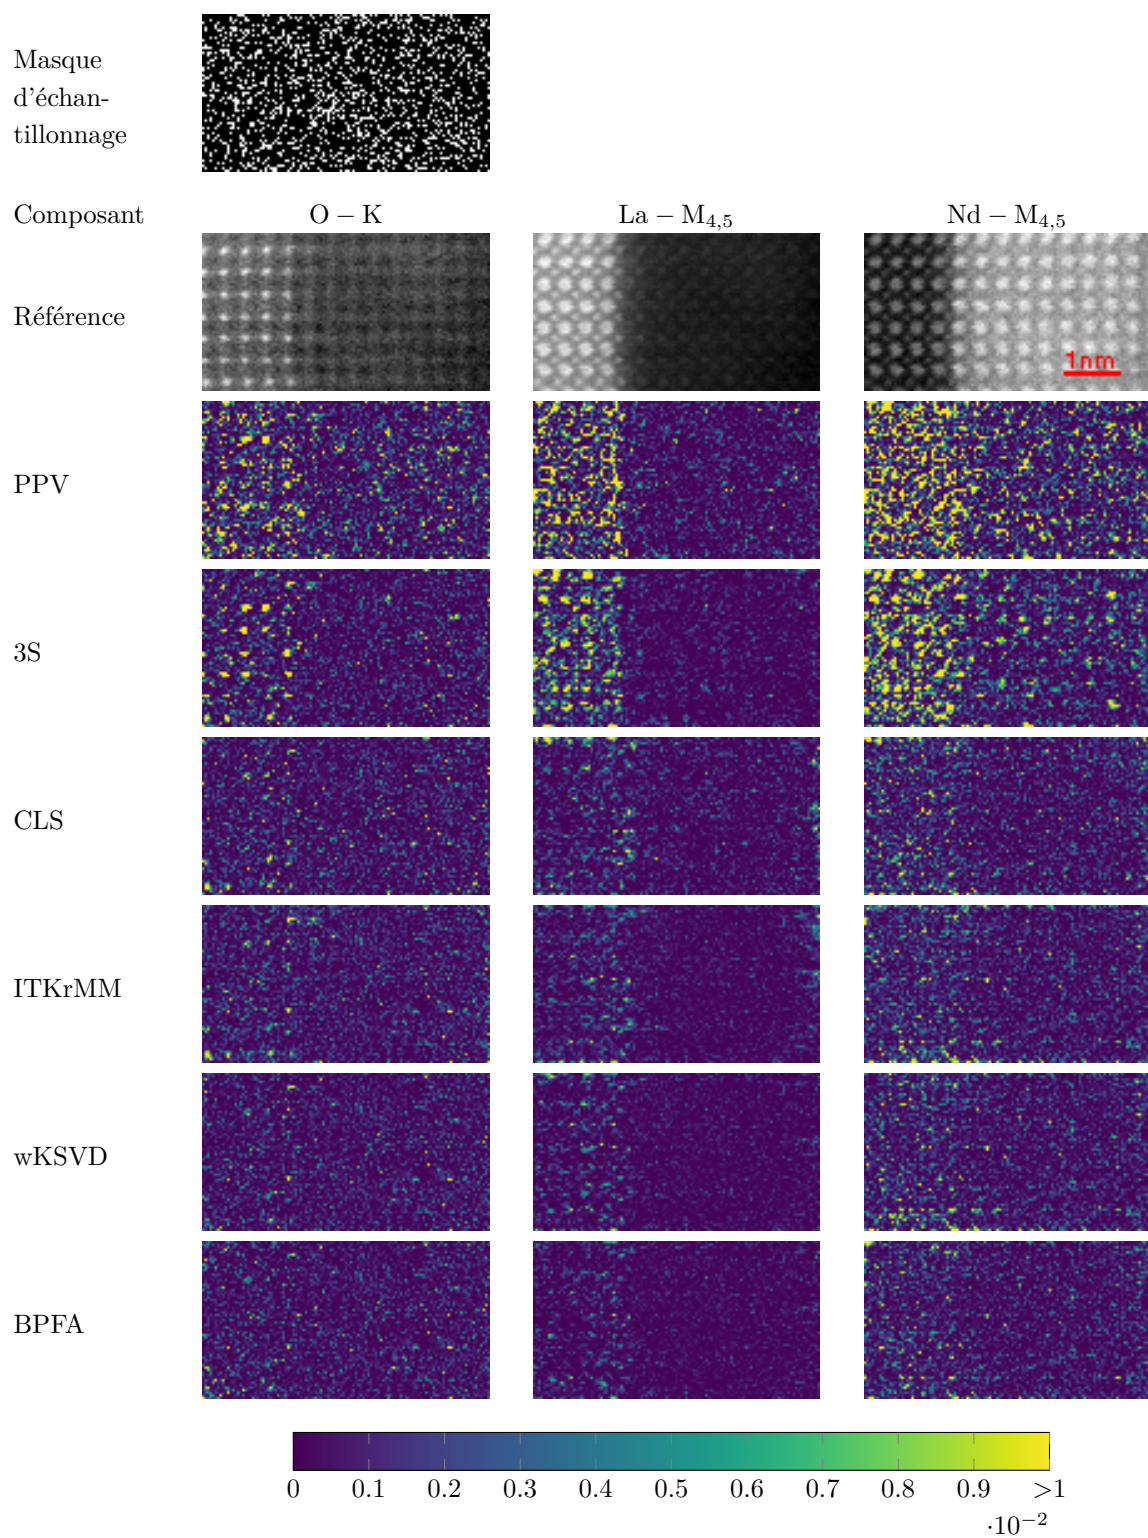 Masque
d'échan-
tillonnage
Composant O – K La – M4,5 Nd – M4,5
Référence
1nm
PPV
3S
CLS
ITKrMM
wKSVD
BPFA
0 0.1 0.2 0.3 0.4 0.5 0.6 0.7 0.8 0.9 >1
·10−2